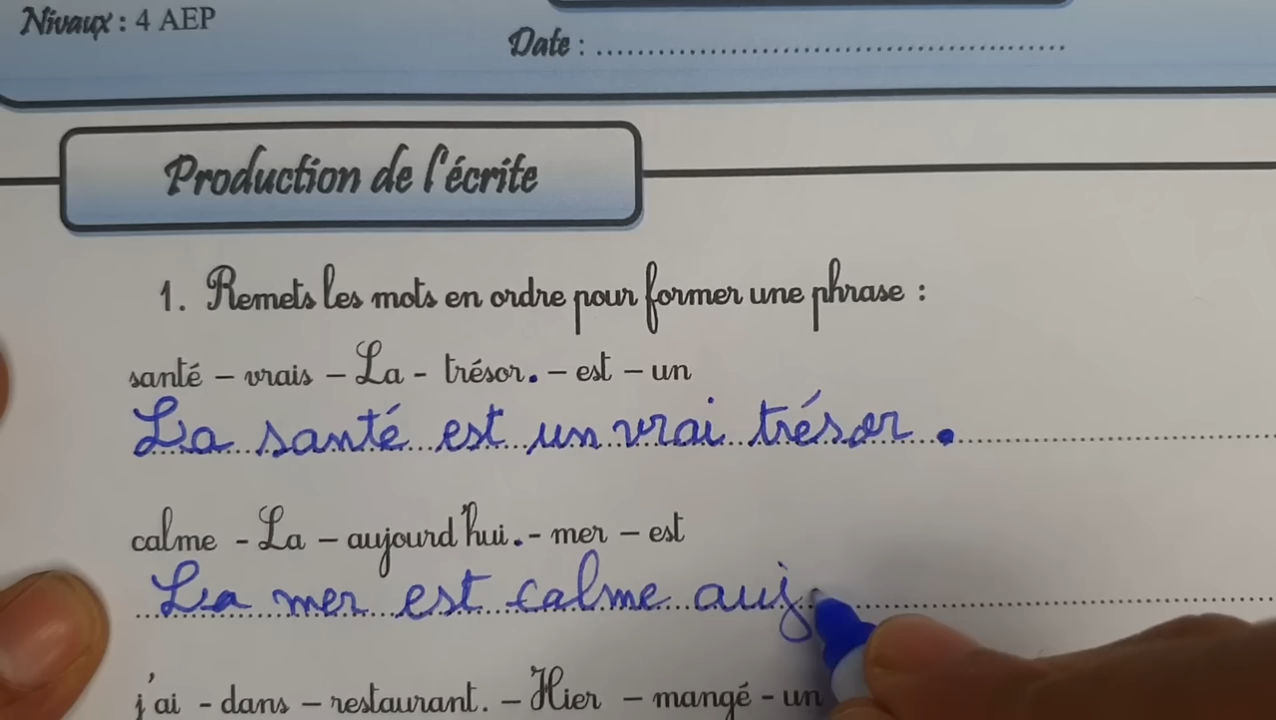 Nivaux : 4 AEP
Date : ................................................
Production de l'écrite
1. Remets les mots en ordre pour former une phrase :
santé – vrais – La - trésor. – est – un
La santé est un vrai trésor.
calme - La – aujourd'hui. - mer – est
La mer est calme auj
j'ai - dans – restaurant. – Hier – mangé - un